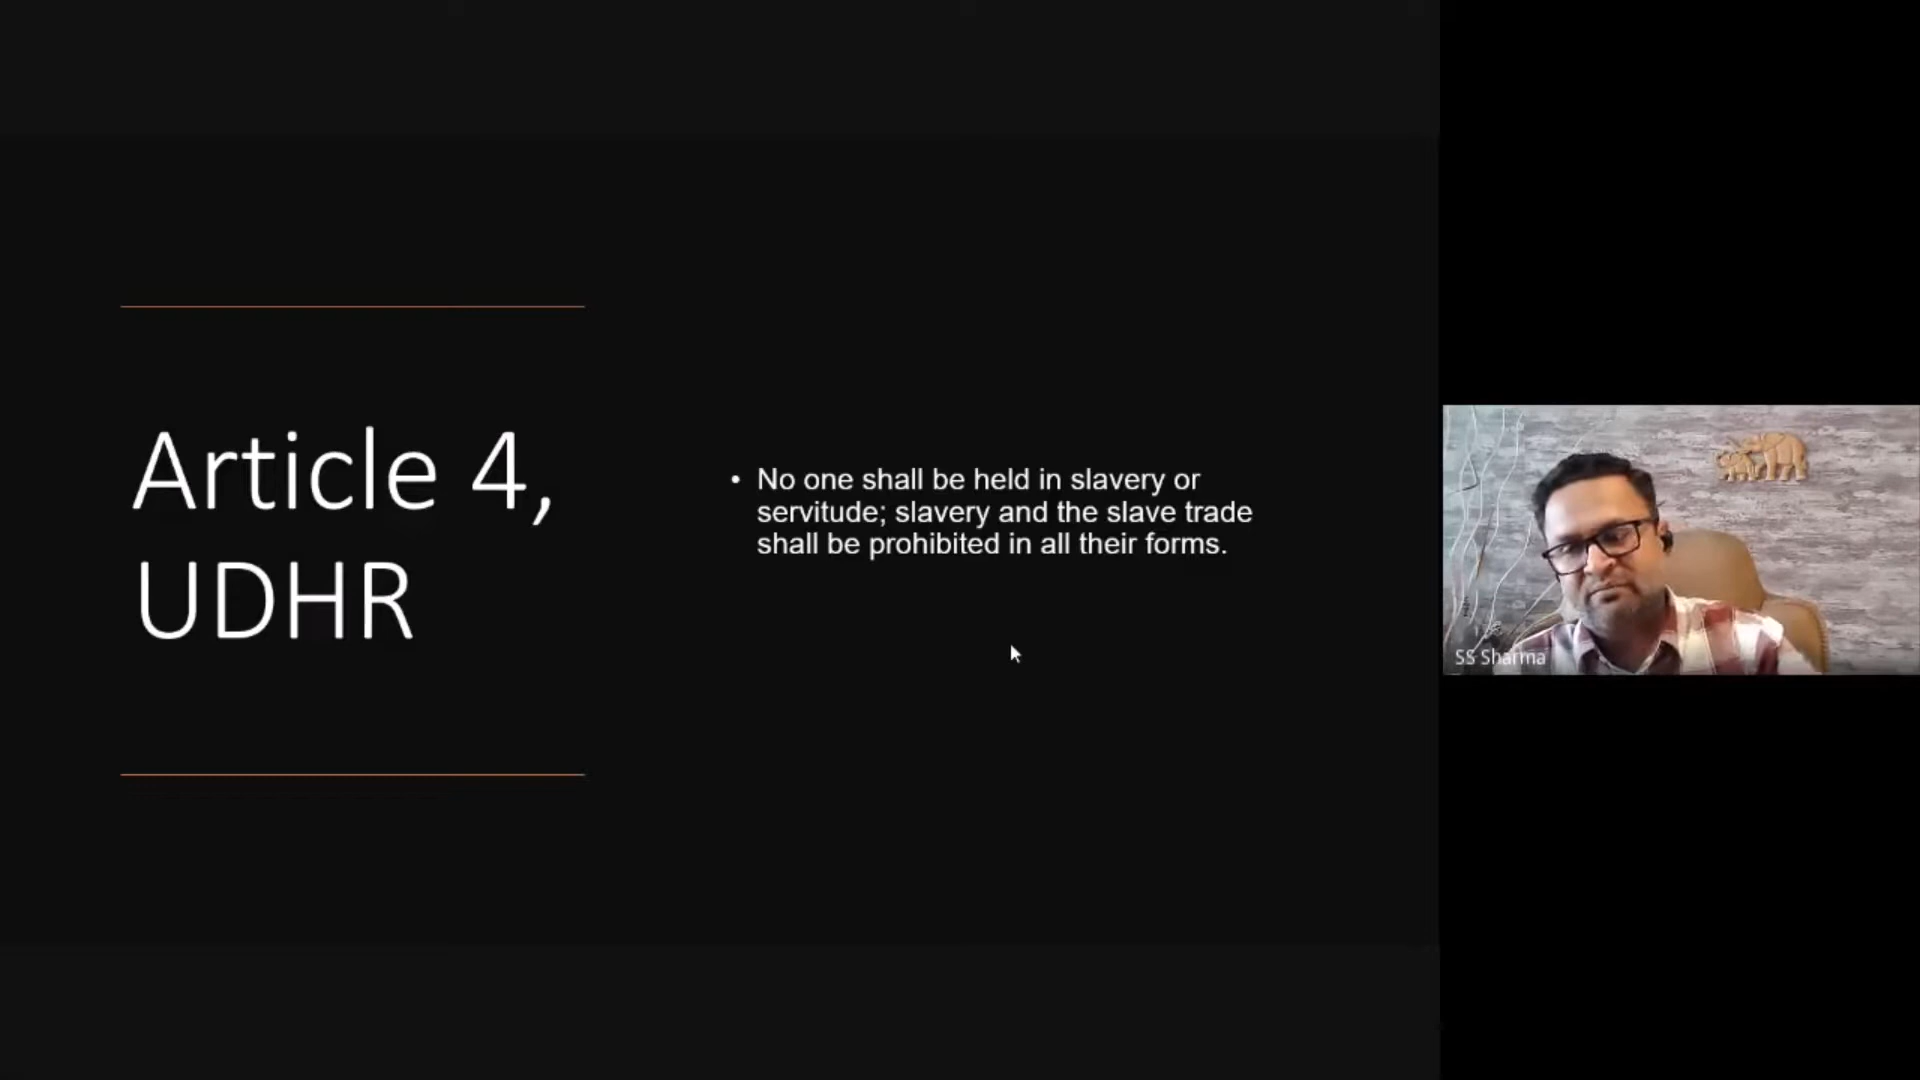 Article 4,
UDHR
• No one shall be held in slavery or
servitude; slavery and the slave trade
shall be prohibited in all their forms.
SS Sharma